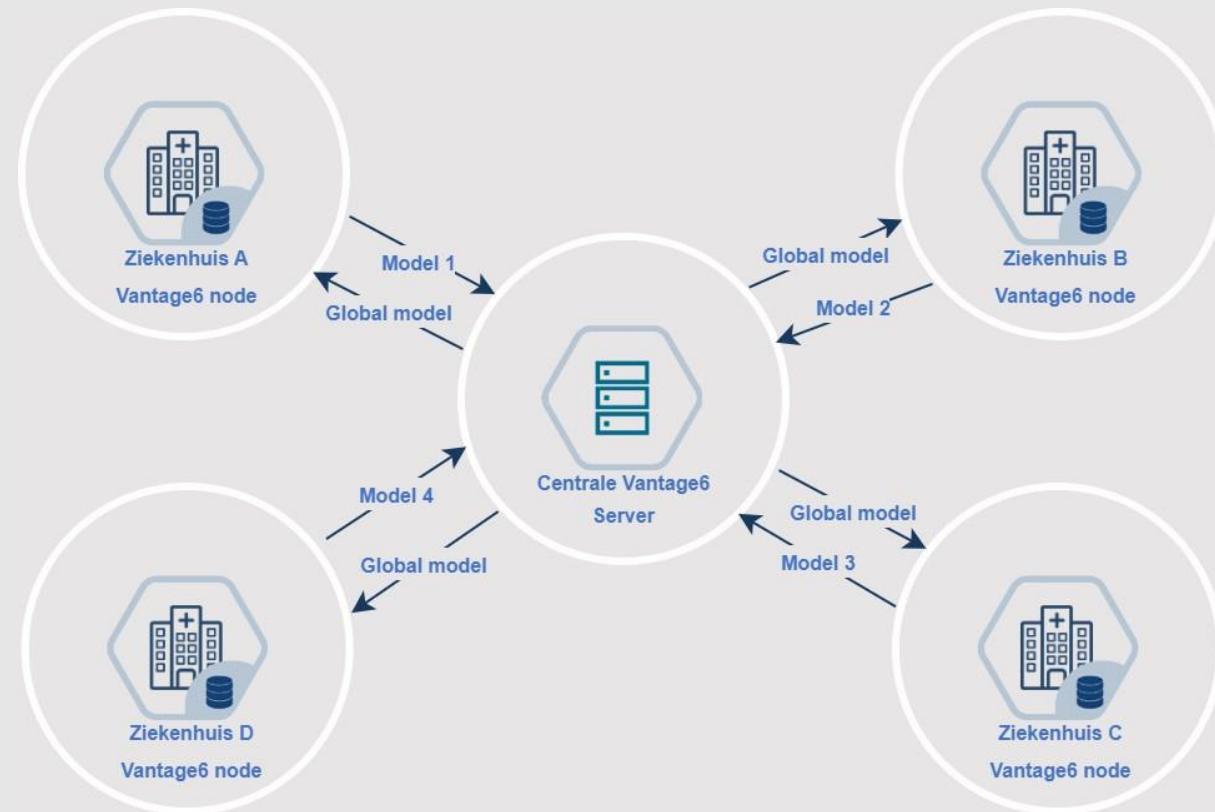 Ziekenhuis A
Vantage6 node
Model 1
Global model
Global model
Model 2
Ziekenhuis B
Vantage6 node
Centrale Vantage6
Server
Model 4
Global model
Global model
Model 3
Ziekenhuis D
Vantage6 node
Ziekenhuis C
Vantage6 node